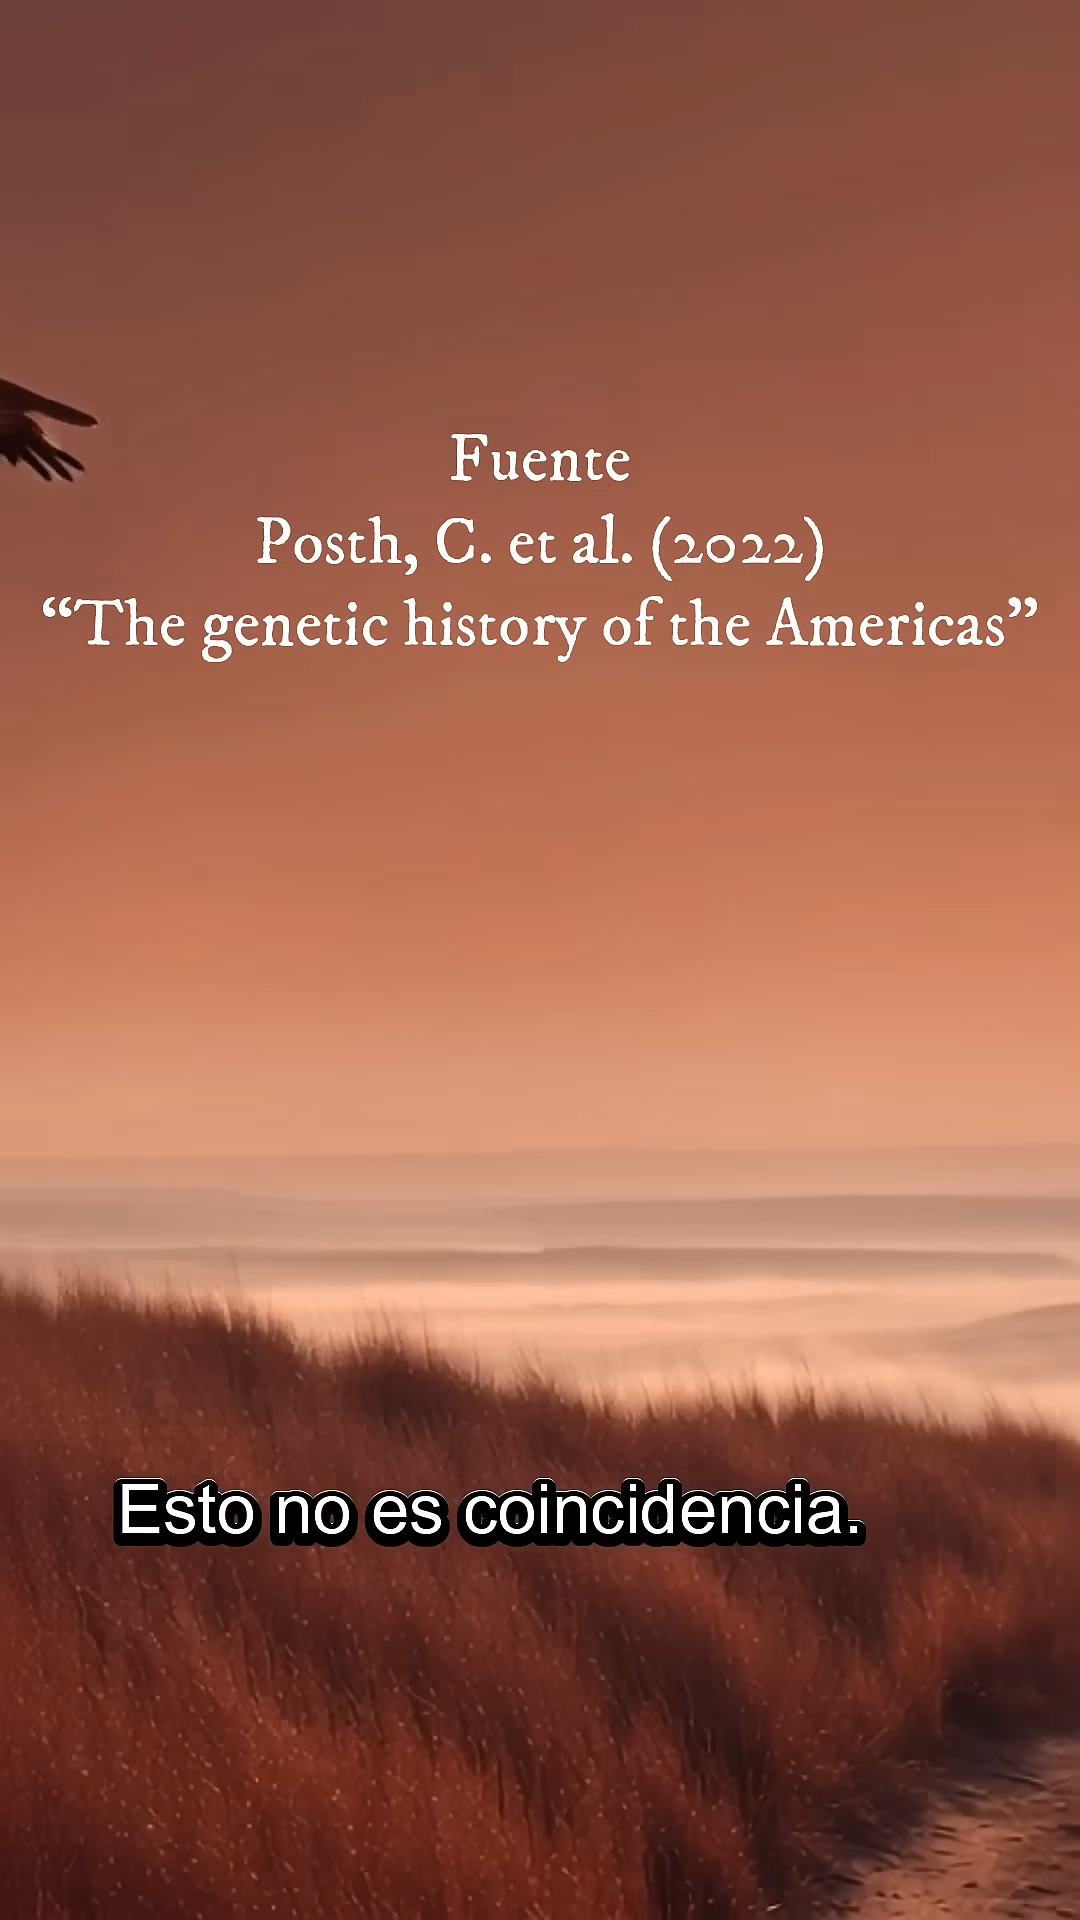 Fuente
Posth, C. et al. (2022)
“The genetic history of the Americas”
Esto no es coincidencia.